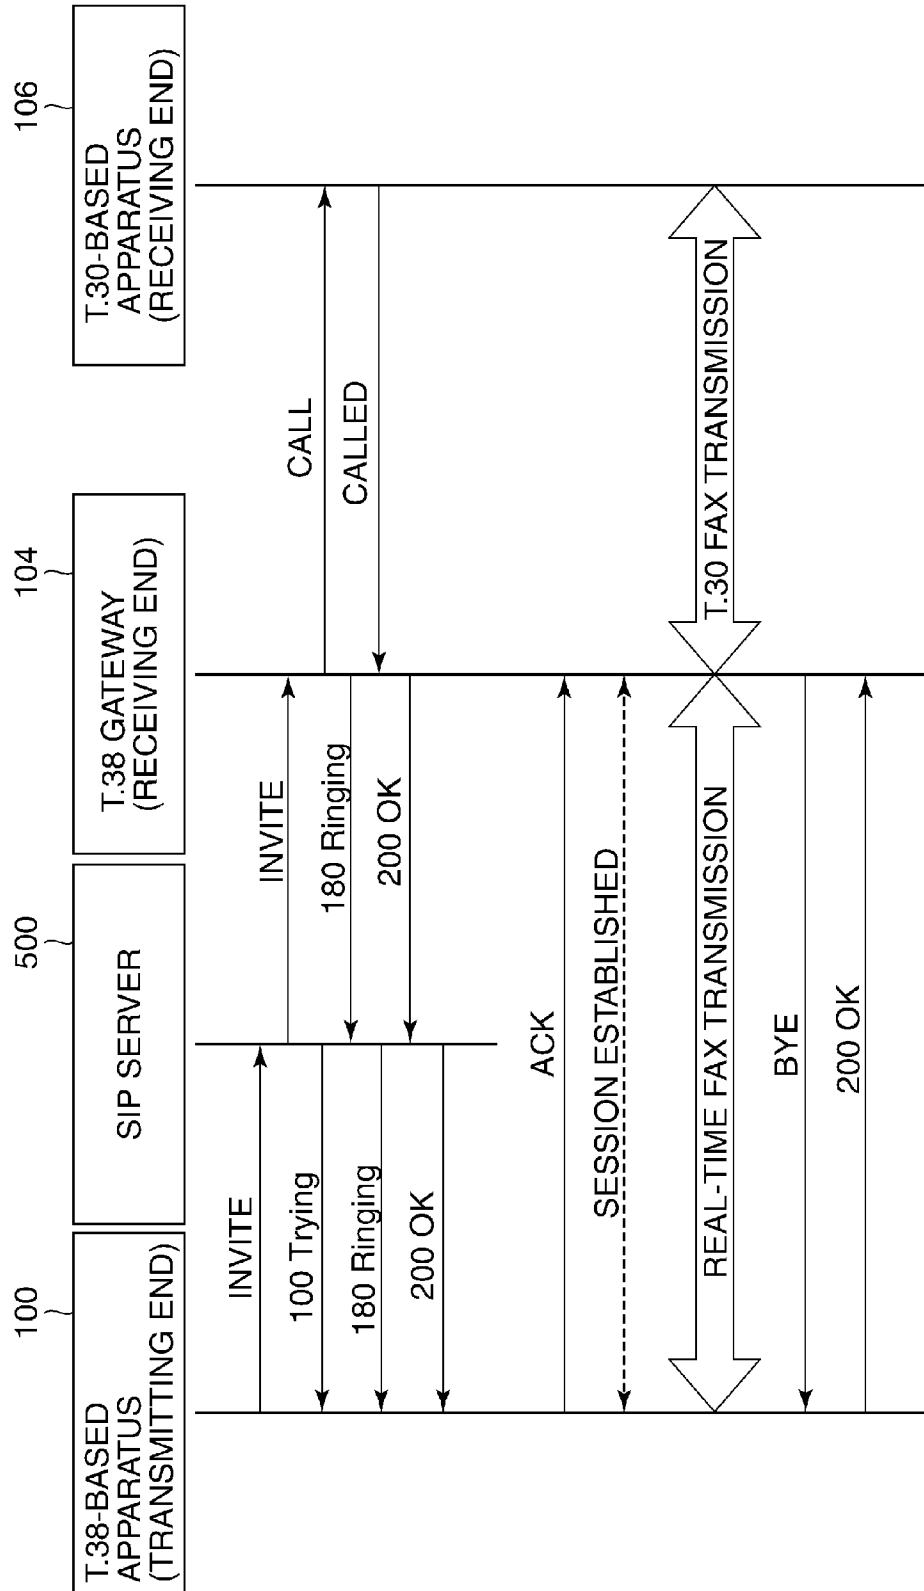 100
500
104
106
T.38-BASED
APPARATUS
(TRANSMITTING END)
SIP SERVER
T.38 GATEWAY
(RECEIVING END)
T.30-BASED
APPARATUS
(RECEIVING END)
INVITE
INVITE
CALL
100 Trying
180 Ringing
CALLED
180 Ringing
200 OK
200 OK
ACK
SESSION ESTABLISHED
REAL-TIME FAX TRANSMISSION
T.30 FAX TRANSMISSION
BYE
200 OK